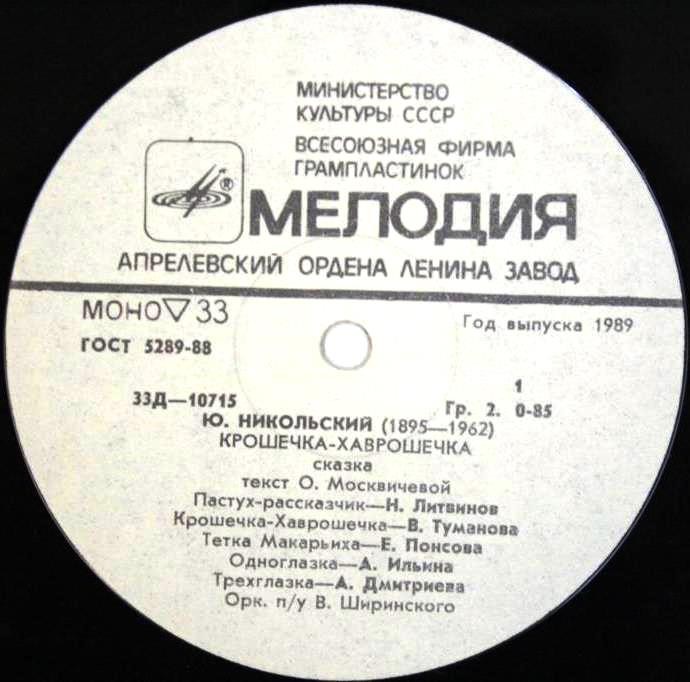 МИНИСТЕРСТВО
КУЛЬТУРЫ СССР
ВСЕСОЮЗНАЯ ФИРМА
ГРАМПЛАСТИНОК
®
МЕЛОДИЯ
АПРЕЛЕВСКИЙ ОРДЕНА ЛЕНИНА ЗАВОД
МОНО ▽ 33
Год выпуска 1989
ГОСТ 5289-88
1
33Д—10715
Гр. 2. 0-85
Ю. НИКОЛЬСКИЙ (1895—1962)
КРОШЕЧКА-ХАВРОШЕЧКА
сказка
текст О. Москвичевой
Пастух-рассказчик—Н. Литвинов
Крошечка-Хаврошечка—В. Туманова
Тетка Макарьиха—Е. Понсова
Одноглазка—А. Ильина
Трехглазка—А. Дмитриева
Орк. п/у В. Ширинского